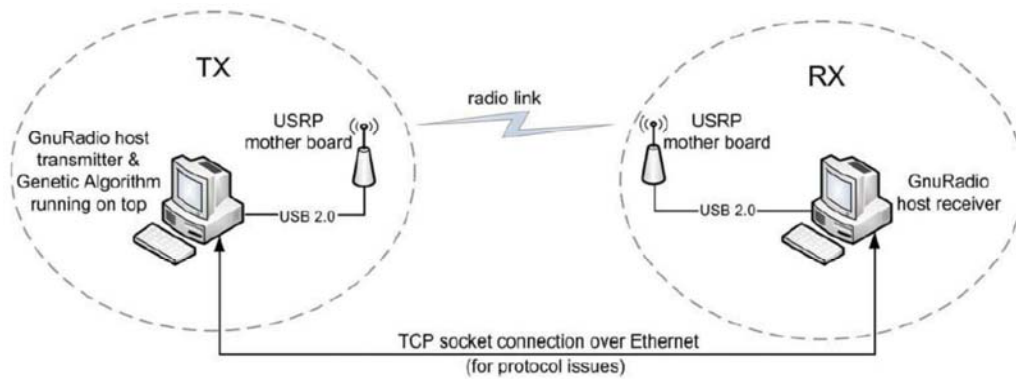 TX
GnuRadio host
transmitter &
Genetic Algorithm
running on top
USRP
mother board
USB 2.0
radio link
RX
USRP
mother board
USB 2.0
GnuRadio
host receiver
TCP socket connection over Ethernet
(for protocol issues)